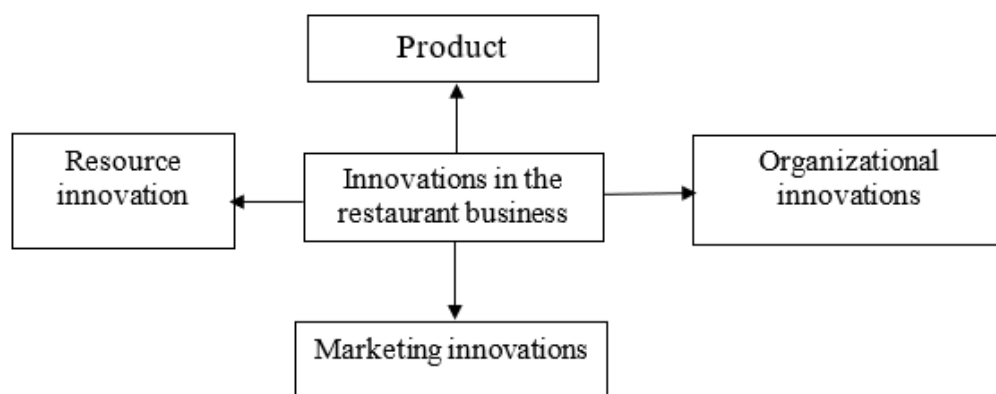 Product
Resource
innovation
Innovations in the
restaurant business
Organizational
innovations
Marketing innovations